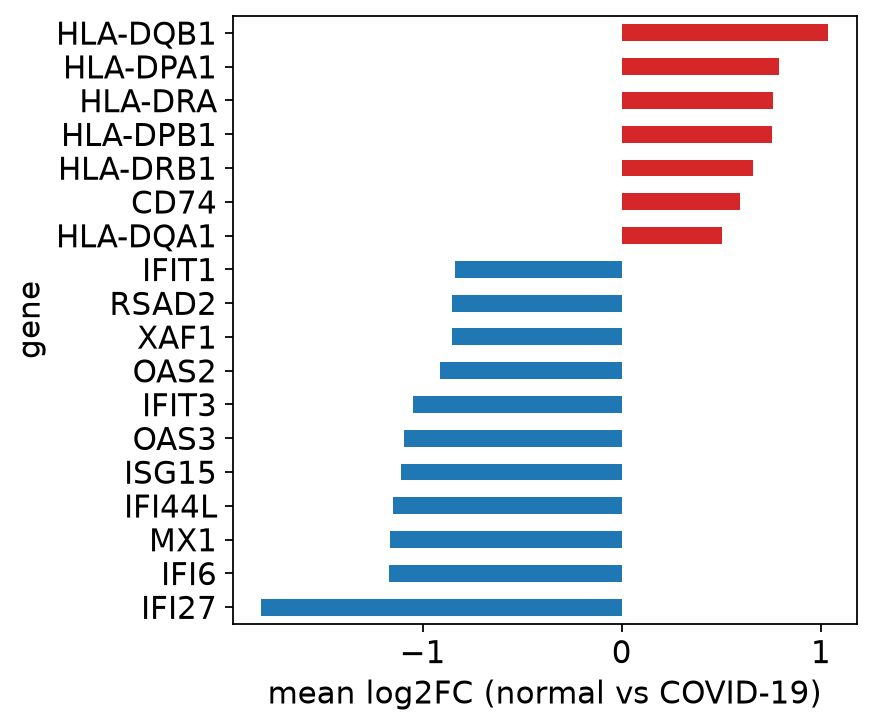 HLA-DQB1
HLA-DPA1
HLA-DRA
HLA-DPB1
HLA-DRB1
CD74
HLA-DQA1
IFIT1
RSAD2
XAF1
OAS2
IFIT3
OAS3
ISG15
IFI44L
MX1
IFI6
IFI27
gene
−1 0 1
mean log2FC (normal vs COVID-19)